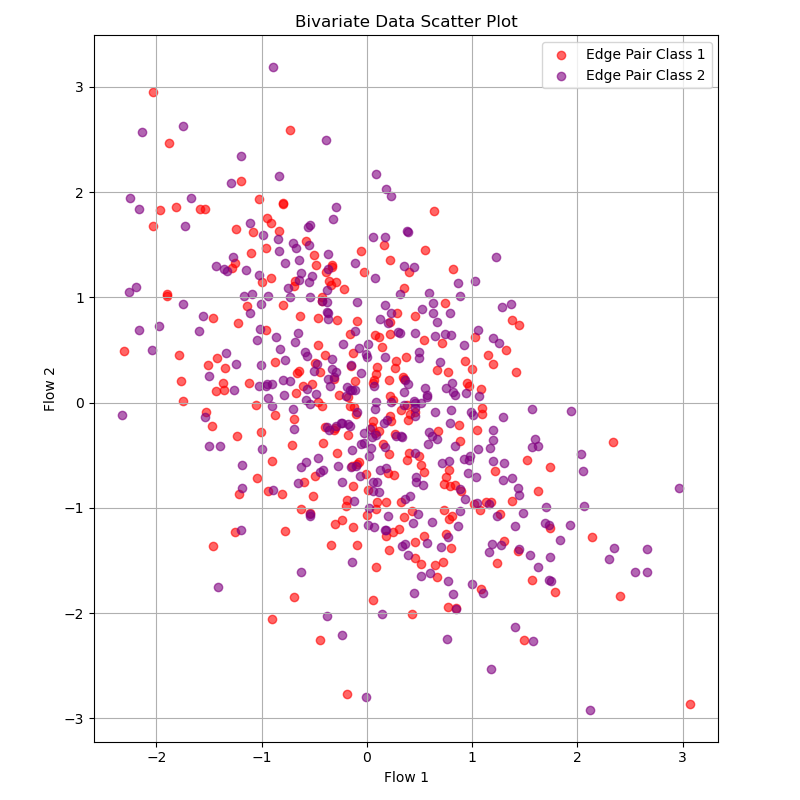 Bivariate Data Scatter Plot
Edge Pair Class 1
Edge Pair Class 2
3
2
1
0
−1
−2
−3
Flow 2
−2 −1 0 1 2 3
Flow 1